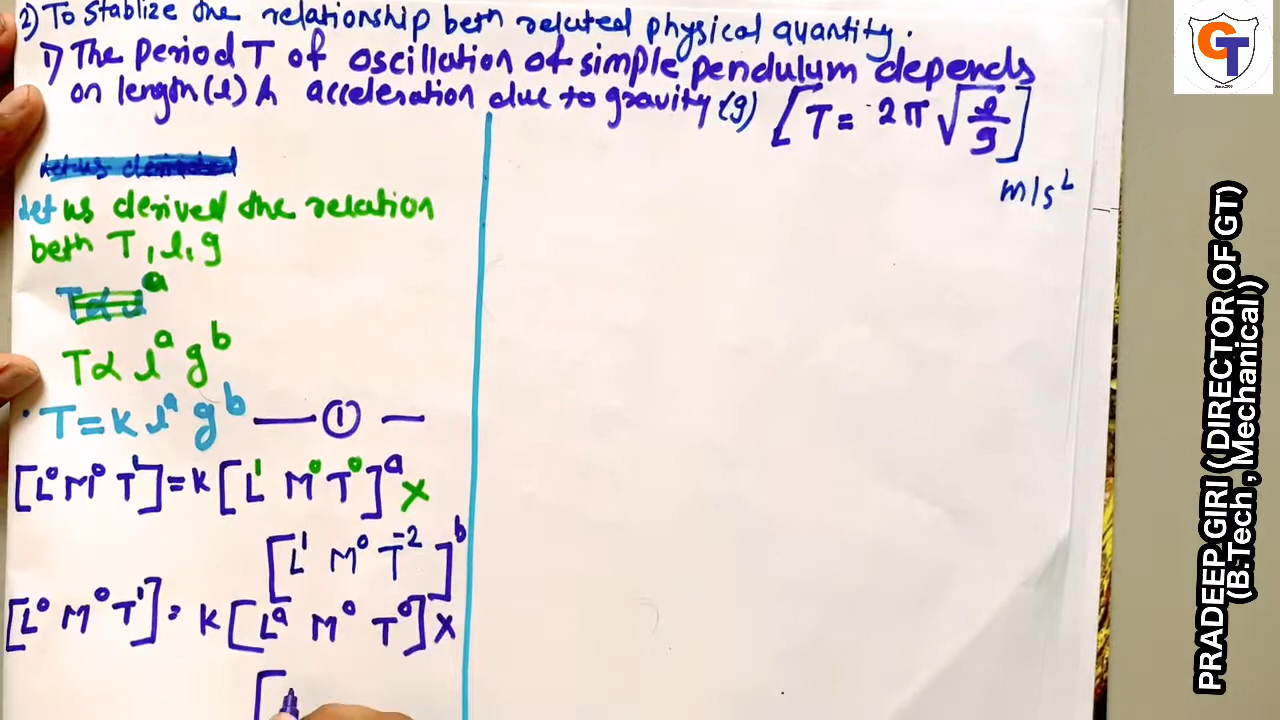 2) To Stablize the relationship betn related physical quantity.
1) The period T of oscillation of simple pendulum depends
on length (l) & acceleration due to gravity (g) [T = 2π √l/g]
m/s²
Let us derived the relation
betn T, l, g
T ∝ l^a
T ∝ l^a g^b
T = K l^a g^b —— ① —
[L⁰ M⁰ T¹] = K [L¹ M⁰ T⁰]^a ×
[L¹ M⁰ T⁻²]^b
[L⁰ M⁰ T¹] = K [L^a M⁰ T⁰] ×
[
GT
PRADEEP GIRI ( DIRECTOR OF GT)
(B.Tech , Mechanical )